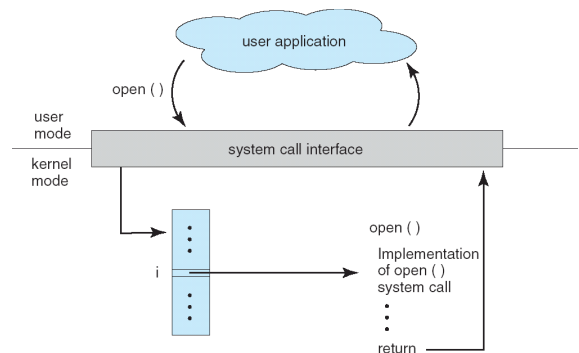 user application
open ( )
user
mode
system call interface
kernel
mode
open ( )
i
Implementation
of open ( )
system call
return